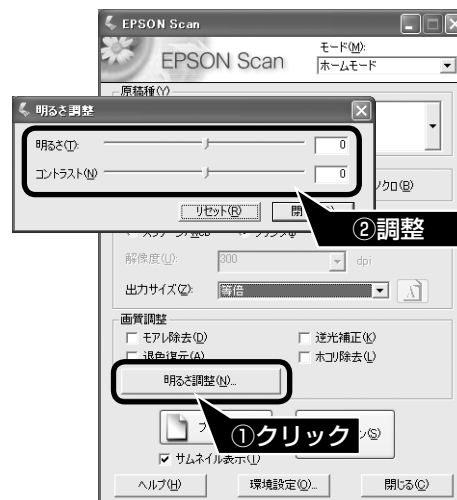 EPSON Scan
EPSON Scan
モード(M):
ホームモード
原稿種(Y)
明るさ調整
明るさ(T):
0
コントラスト(N)
0
リセット(R)
②調整
解像度(U):
300
dpi
出力サイズ(Z):
等倍
画質調整
モアレ除去(D)
逆光補正(K)
退色復元(A)
ホコリ除去(L)
明るさ調整(N)...
①クリック
サムネイル表示(I)
ヘルプ(H)
環境設定(O)...
閉じる(C)